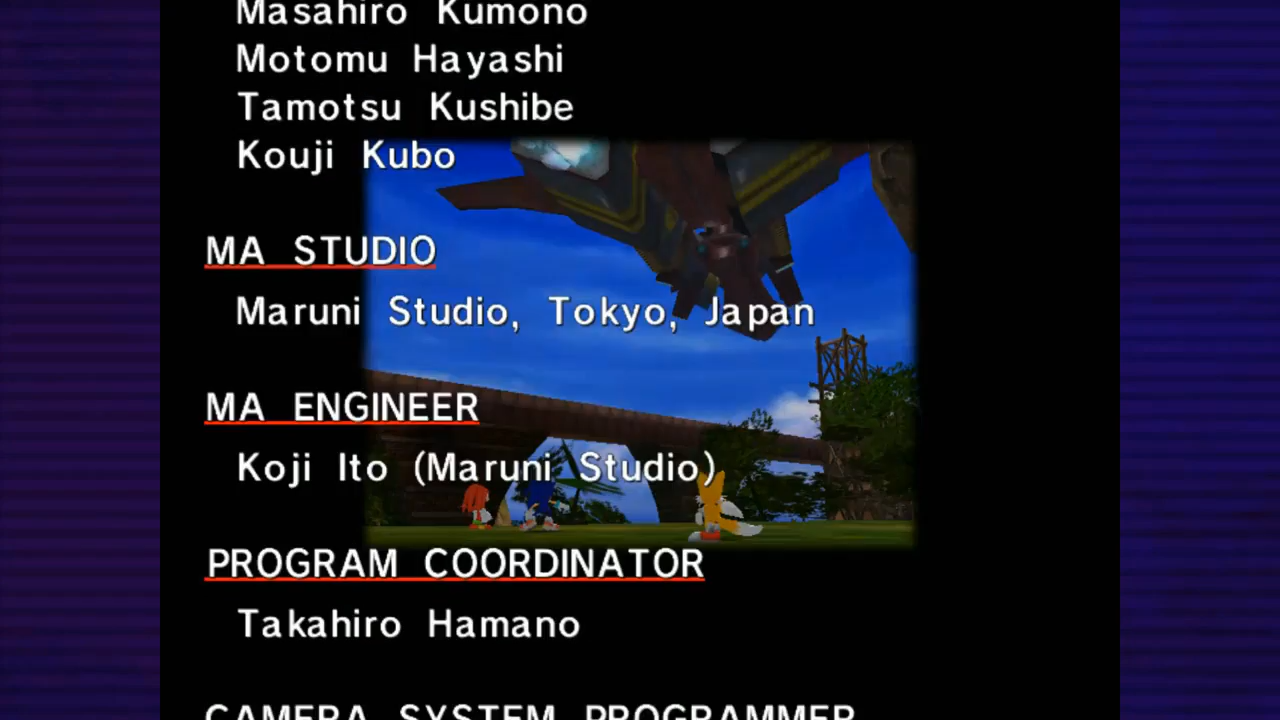 Masahiro Kumono
Motomu Hayashi
Tamotsu Kushibe
Kouji Kubo
MA STUDIO
Maruni Studio, Tokyo, Japan
MA ENGINEER
Koji Ito (Maruni Studio)
PROGRAM COORDINATOR
Takahiro Hamano
CAMERA SYSTEM PROGRAMMER